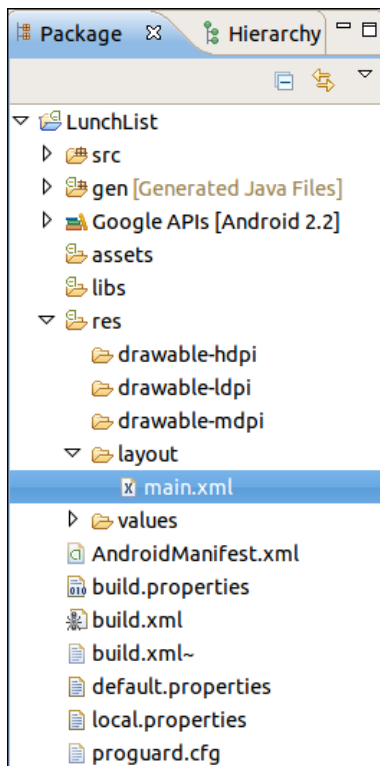 Package Hierarchy
LunchList
src
gen [Generated Java Files]
Google APIs [Android 2.2]
assets
libs
res
drawable-hdpi
drawable-ldpi
drawable-mdpi
layout
main.xml
values
AndroidManifest.xml
build.properties
build.xml
build.xml~
default.properties
local.properties
proguard.cfg